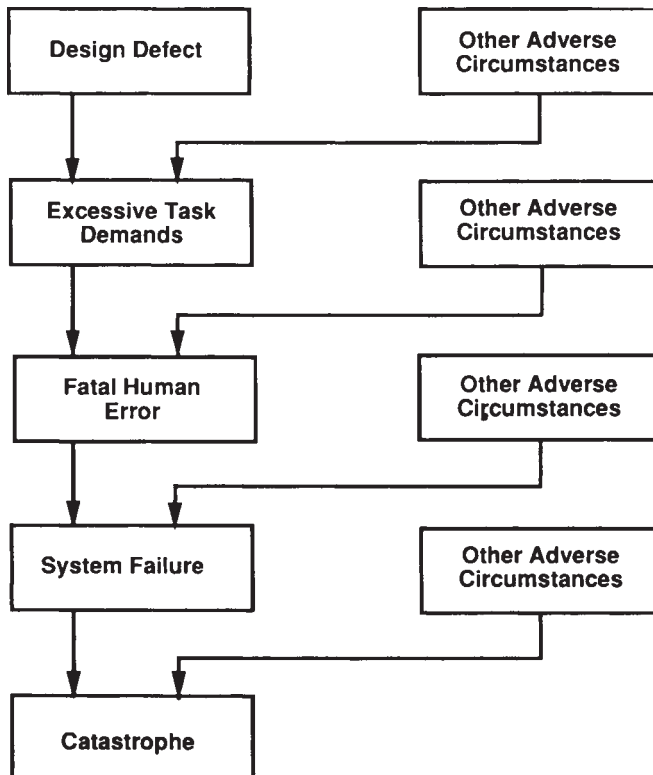 Design Defect
Other Adverse
Circumstances
Excessive Task
Demands
Other Adverse
Circumstances
Fatal Human
Error
Other Adverse
Circumstances
System Failure
Other Adverse
Circumstances
Catastrophe